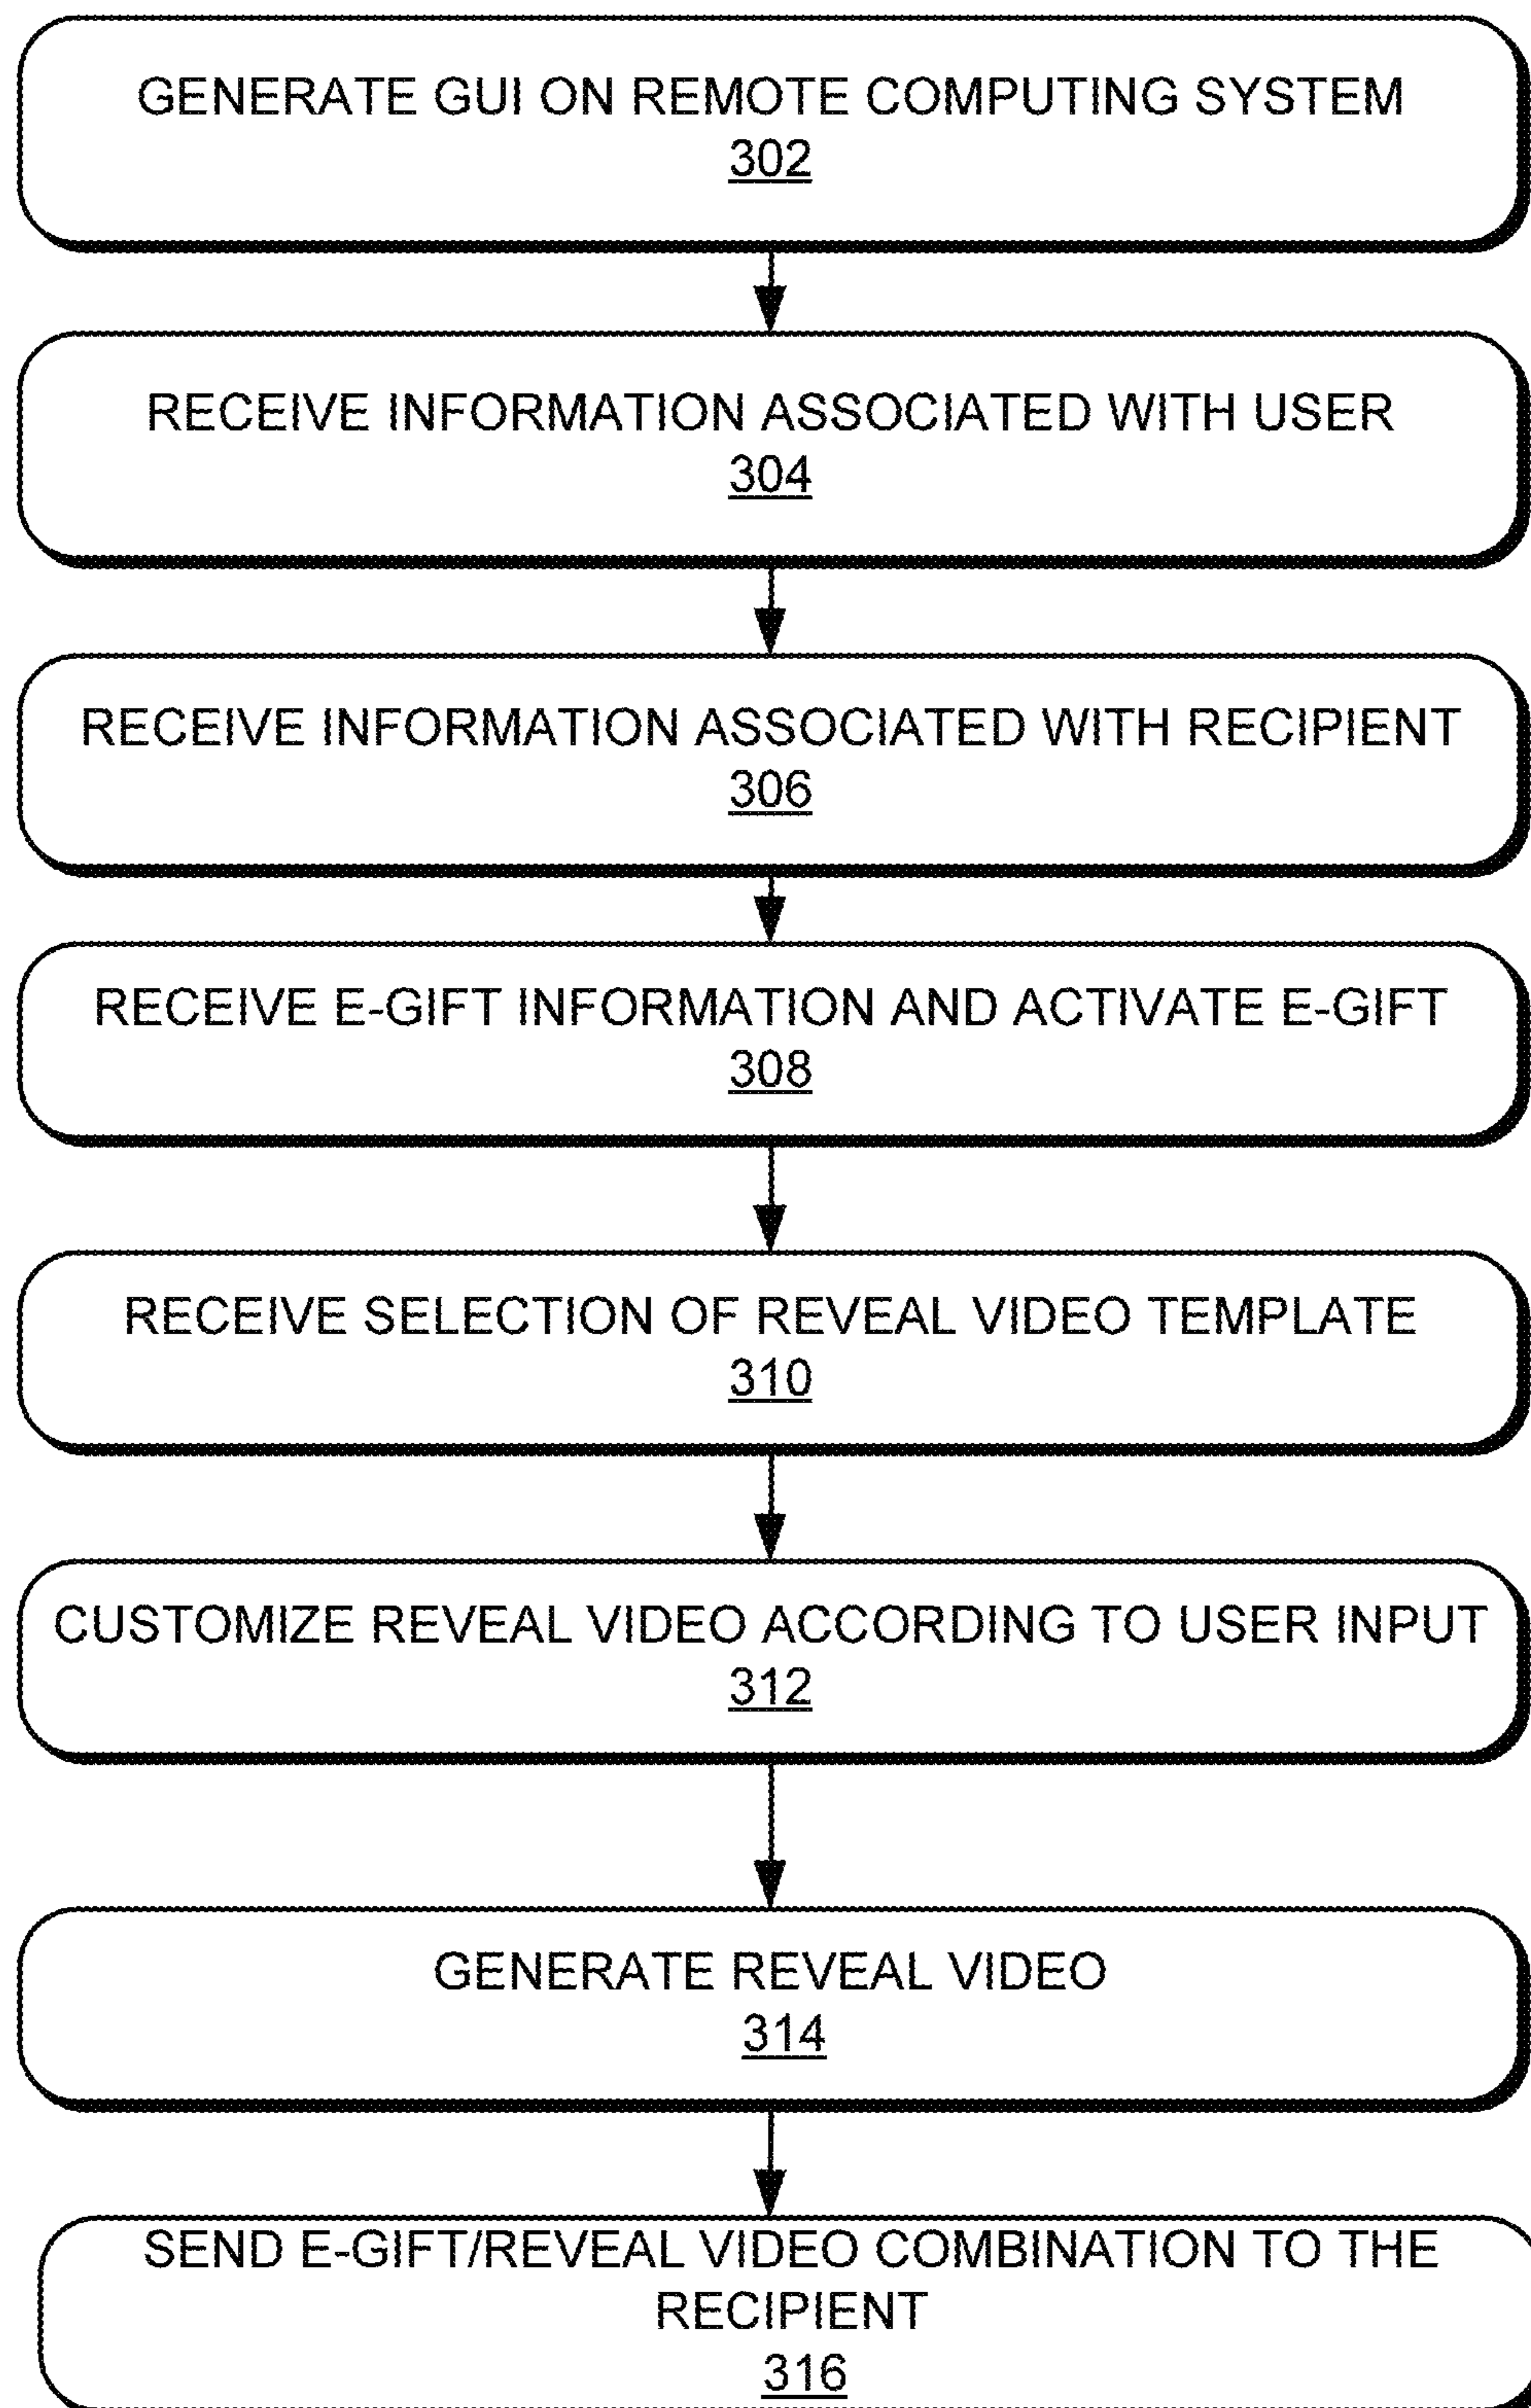 GENERATE GUI ON REMOTE COMPUTING SYSTEM
302
RECEIVE INFORMATION ASSOCIATED WITH USER
304
RECEIVE INFORMATION ASSOCIATED WITH RECIPIENT
306
RECEIVE E-GIFT INFORMATION AND ACTIVATE E-GIFT
308
RECEIVE SELECTION OF REVEAL VIDEO TEMPLATE
310
CUSTOMIZE REVEAL VIDEO ACCORDING TO USER INPUT
312
GENERATE REVEAL VIDEO
314
SEND E-GIFT/REVEAL VIDEO COMBINATION TO THE
RECIPIENT
316